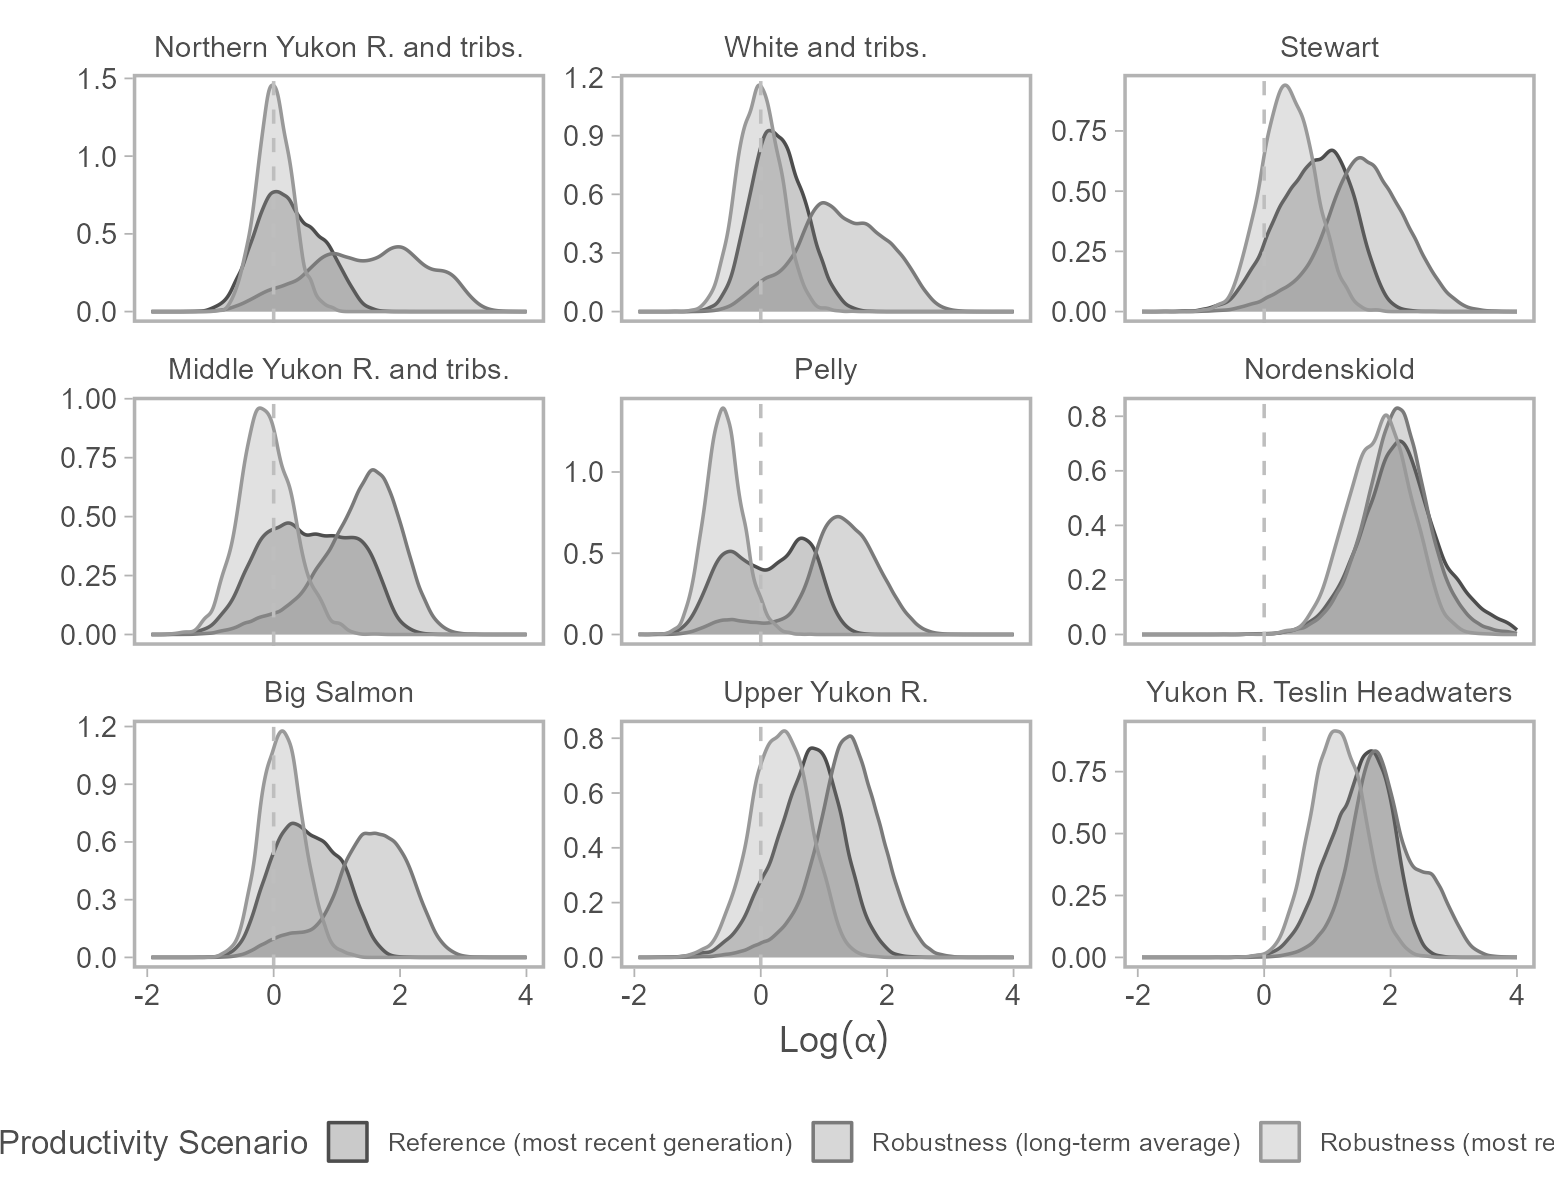 Northern Yukon R. and tribs.
White and tribs.
Stewart
1.5
1.0
0.5
0.0
1.2
0.9
0.6
0.3
0.0
0.75
0.50
0.25
0.00
Middle Yukon R. and tribs.
Pelly
Nordenskiold
1.00
0.75
0.50
0.25
0.00
1.0
0.5
0.0
0.8
0.6
0.4
0.2
0.0
Big Salmon
Upper Yukon R.
Yukon R. Teslin Headwaters
1.2
0.9
0.6
0.3
0.0
0.8
0.6
0.4
0.2
0.0
0.75
0.50
0.25
0.00
-2 0 2 4
-2 0 2 4
-2 0 2 4
Log(α)
Productivity Scenario Reference (most recent generation) Robustness (long-term average) Robustness (most re